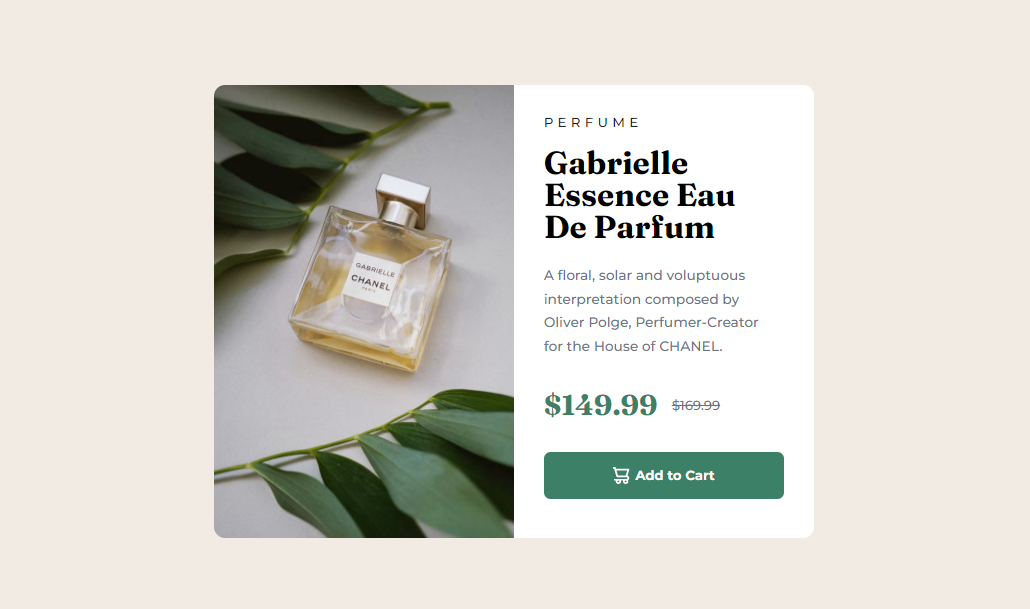 GABRIELLE
CHANEL
PARIS
PERFUME
Gabrielle
Essence Eau
De Parfum
A floral, solar and voluptuous
interpretation composed by
Oliver Polge, Perfumer-Creator
for the House of CHANEL.
$149.99 $169.99
Add to Cart